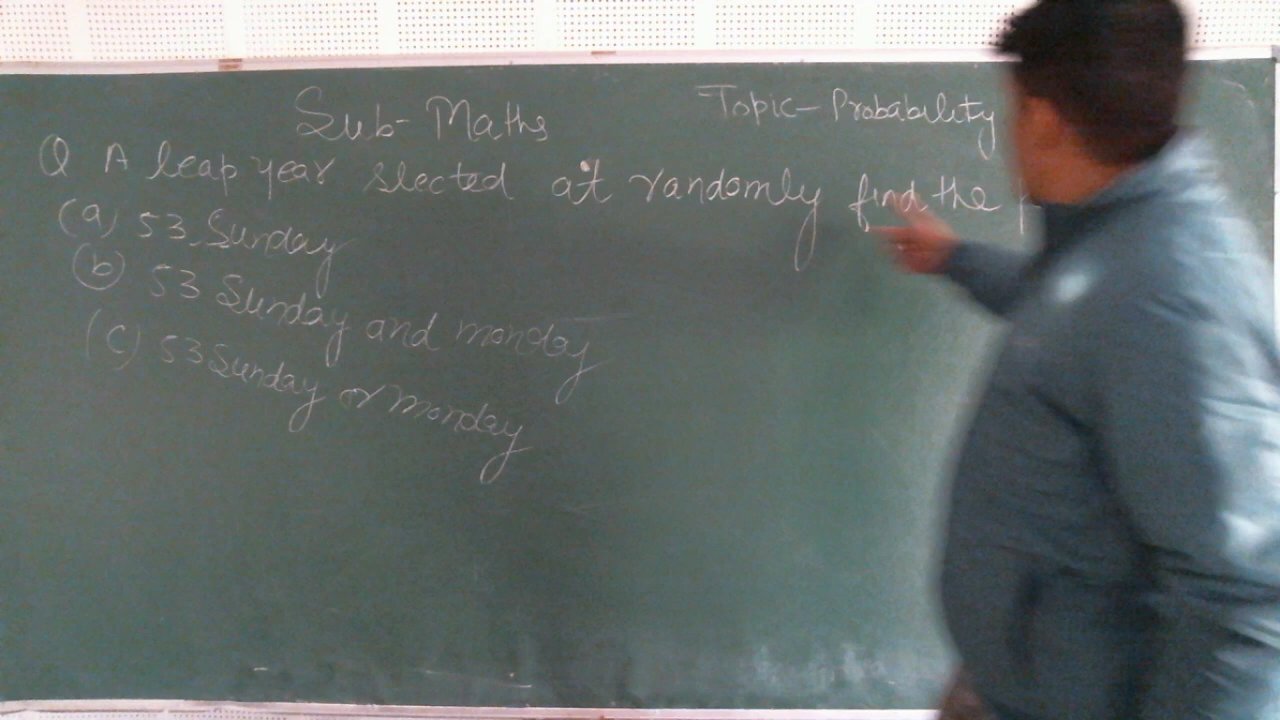 Sub- Maths
Topic- Probability
Q A leap year slected at randomly find the
(a) 53 Sunday
(b) 53 Sunday and monday
(c) 53 Sunday or monday